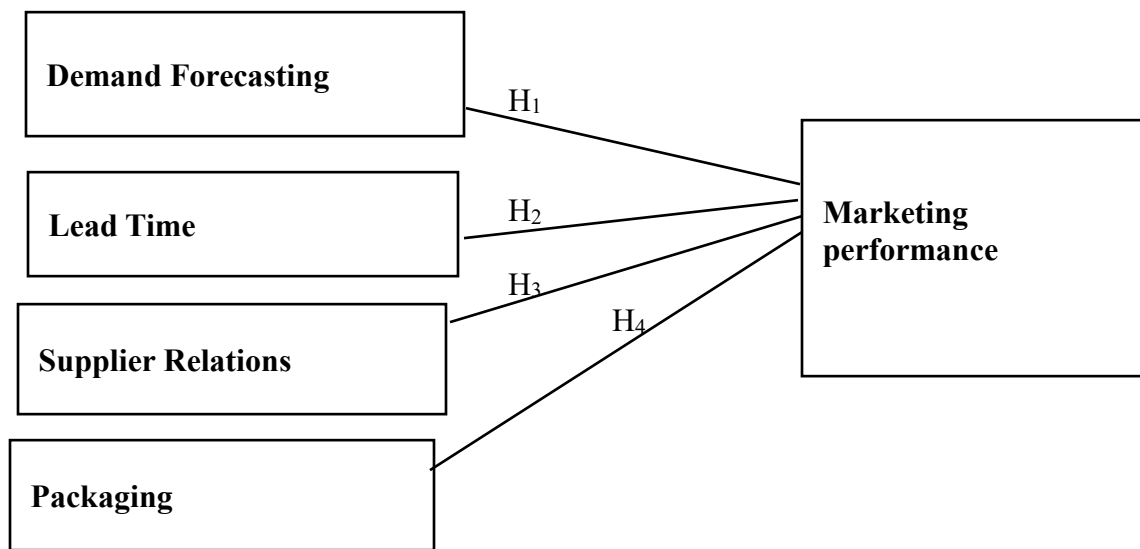 Demand Forecasting
H₁
Lead Time
H₂
Supplier Relations
H₃
Packaging
H₄
Marketing
performance